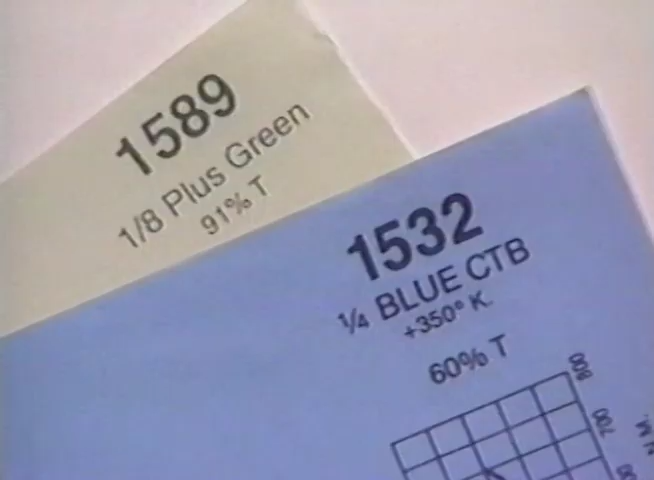 1589
1/8 Plus Green
91% T
1532
1/4 BLUE CTB
+350° K.
60% T
800
700